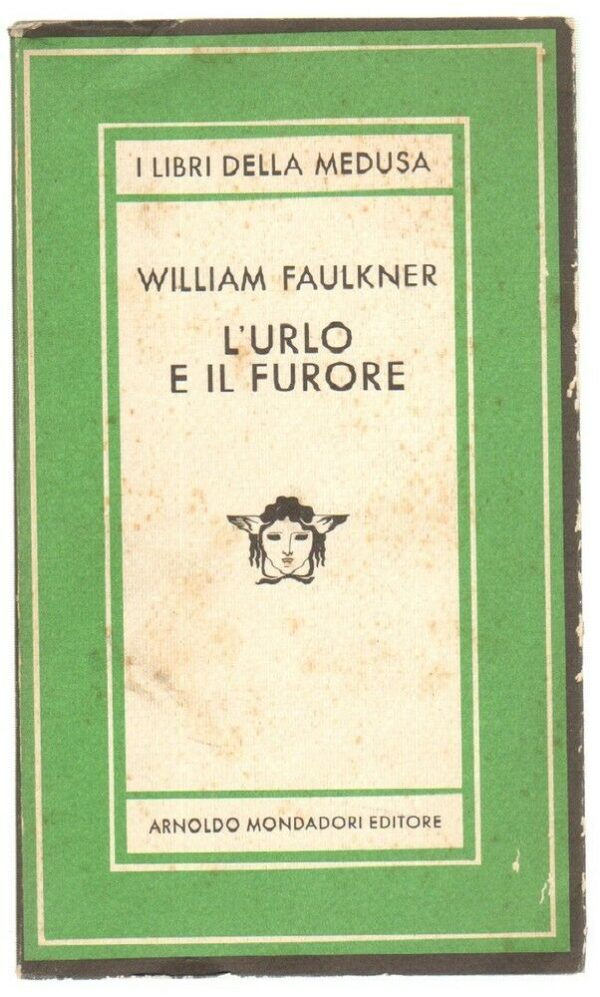 I LIBRI DELLA MEDUSA
WILLIAM FAULKNER
L'URLO
E IL FURORE
ARNOLDO MONDADORI EDITORE